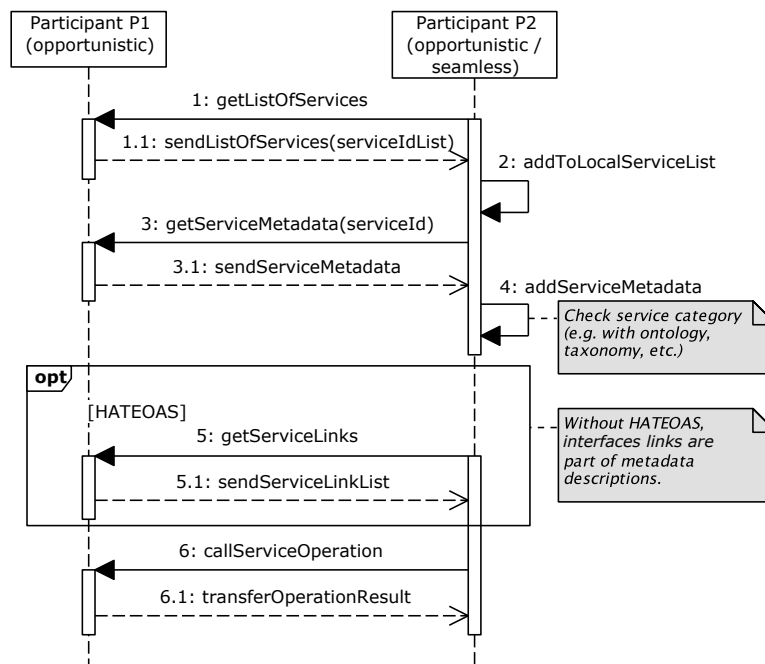 Participant P1
(opportunistic)
Participant P2
(opportunistic /
seamless)
1: getListOfServices
1.1: sendListOfServices(serviceIdList)
2: addToLocalServiceList
3: getServiceMetadata(serviceId)
3.1: sendServiceMetadata
4: addServiceMetadata
Check service category
(e.g. with ontology,
taxonomy, etc.)
opt
[HATEOAS]
5: getServiceLinks
Without HATEOAS,
interfaces links are
part of metadata
descriptions.
5.1: sendServiceLinkList
6: callServiceOperation
6.1: transferOperationResult